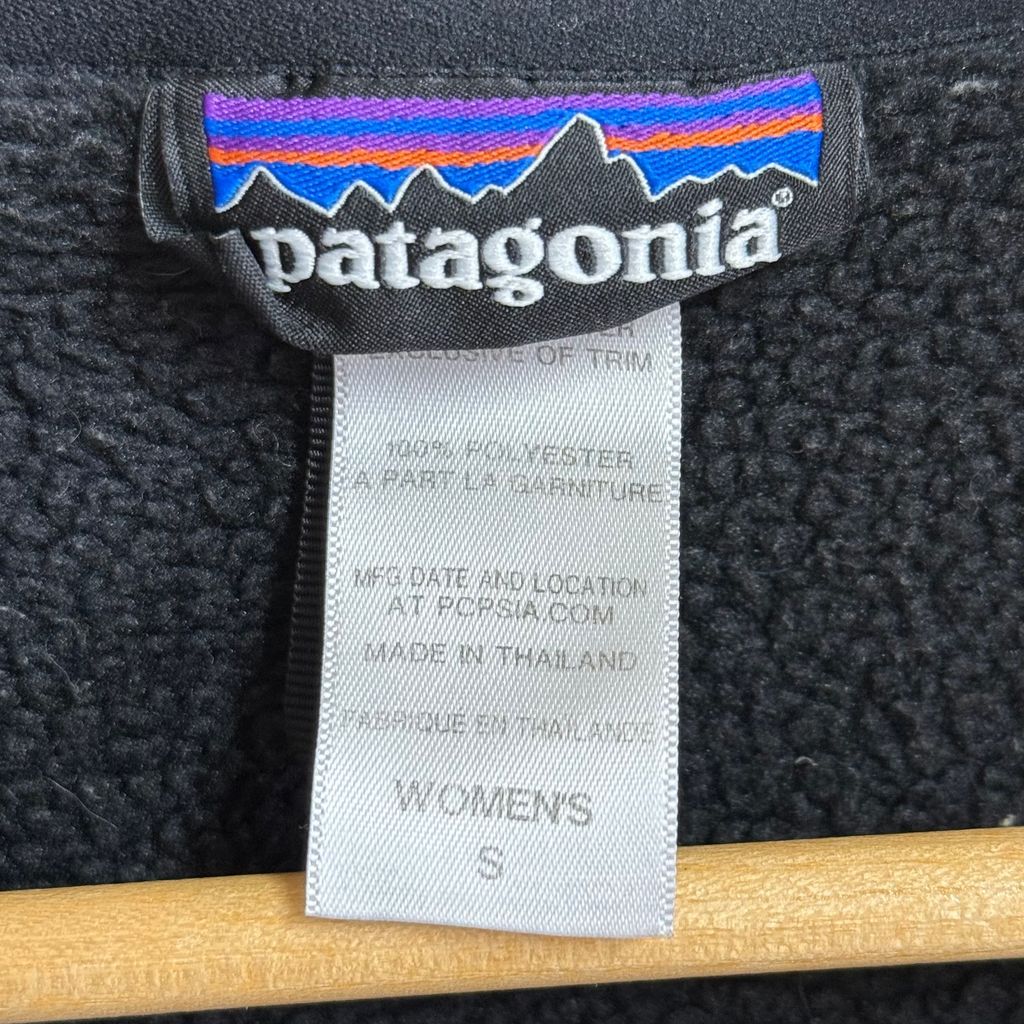 patagonia®
EXCLUSIVE OF TRIM
100% POLYESTER
A PART LA GARNITURE
MFG DATE AND LOCATION
AT PCPSIA.COM
MADE IN THAILAND
FABRIQUE EN THAILANDE
WOMEN'S
S